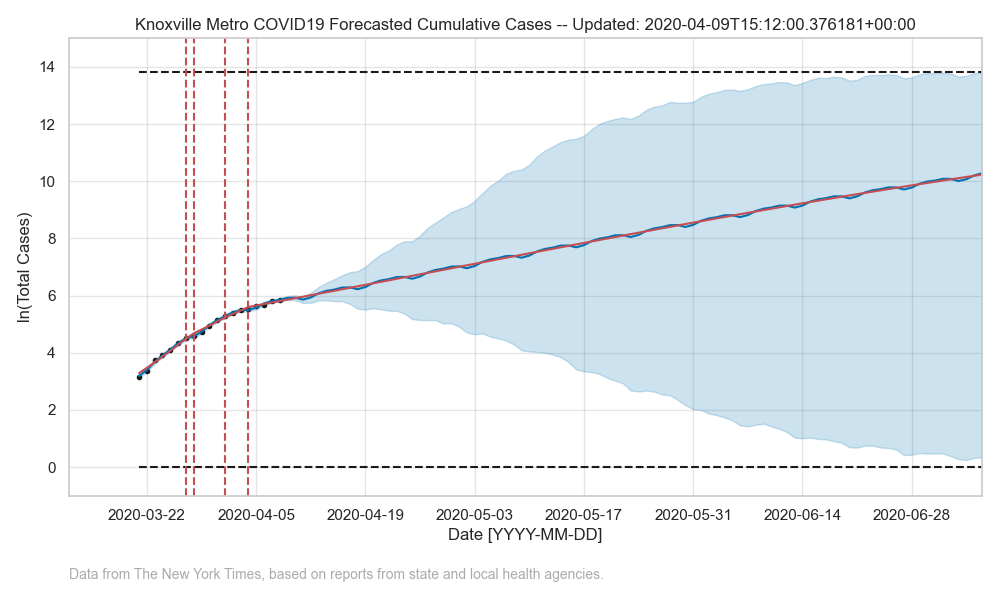 Knoxville Metro COVID19 Forecasted Cumulative Cases -- Updated: 2020-04-09T15:12:00.376181+00:00
14
12
10
8
6
4
2
0
ln(Total Cases)
2020-03-22 2020-04-05 2020-04-19 2020-05-03 2020-05-17 2020-05-31 2020-06-14 2020-06-28
Date [YYYY-MM-DD]
Data from The New York Times, based on reports from state and local health agencies.